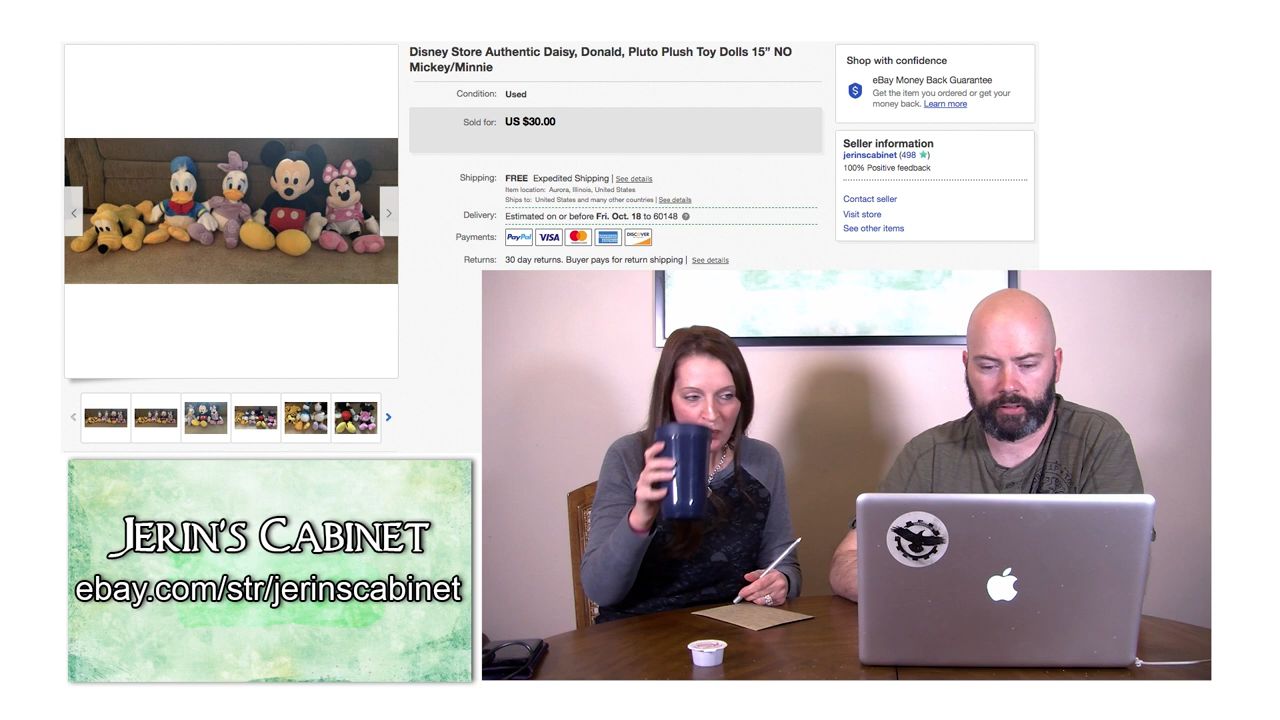 Disney Store Authentic Daisy, Donald, Pluto Plush Toy Dolls 15” NO
Mickey/Minnie
Condition: Used
Sold for: US $30.00
Shipping: FREE Expedited Shipping | See details
Item location: Aurora, Illinois, United States
Ships to: United States and many other countries | See details
Delivery: Estimated on or before Fri. Oct. 18 to 60148 ?
Payments: PayPal VISA MasterCard DISCOVER
Returns: 30 day returns. Buyer pays for return shipping | See details
Shop with confidence
eBay Money Back Guarantee
Get the item you ordered or get your
money back. Learn more
Seller information
jerinscabinet (498 )
100% Positive feedback
Contact seller
Visit store
See other items
Jerin's Cabinet
ebay.com/str/jerinscabinet